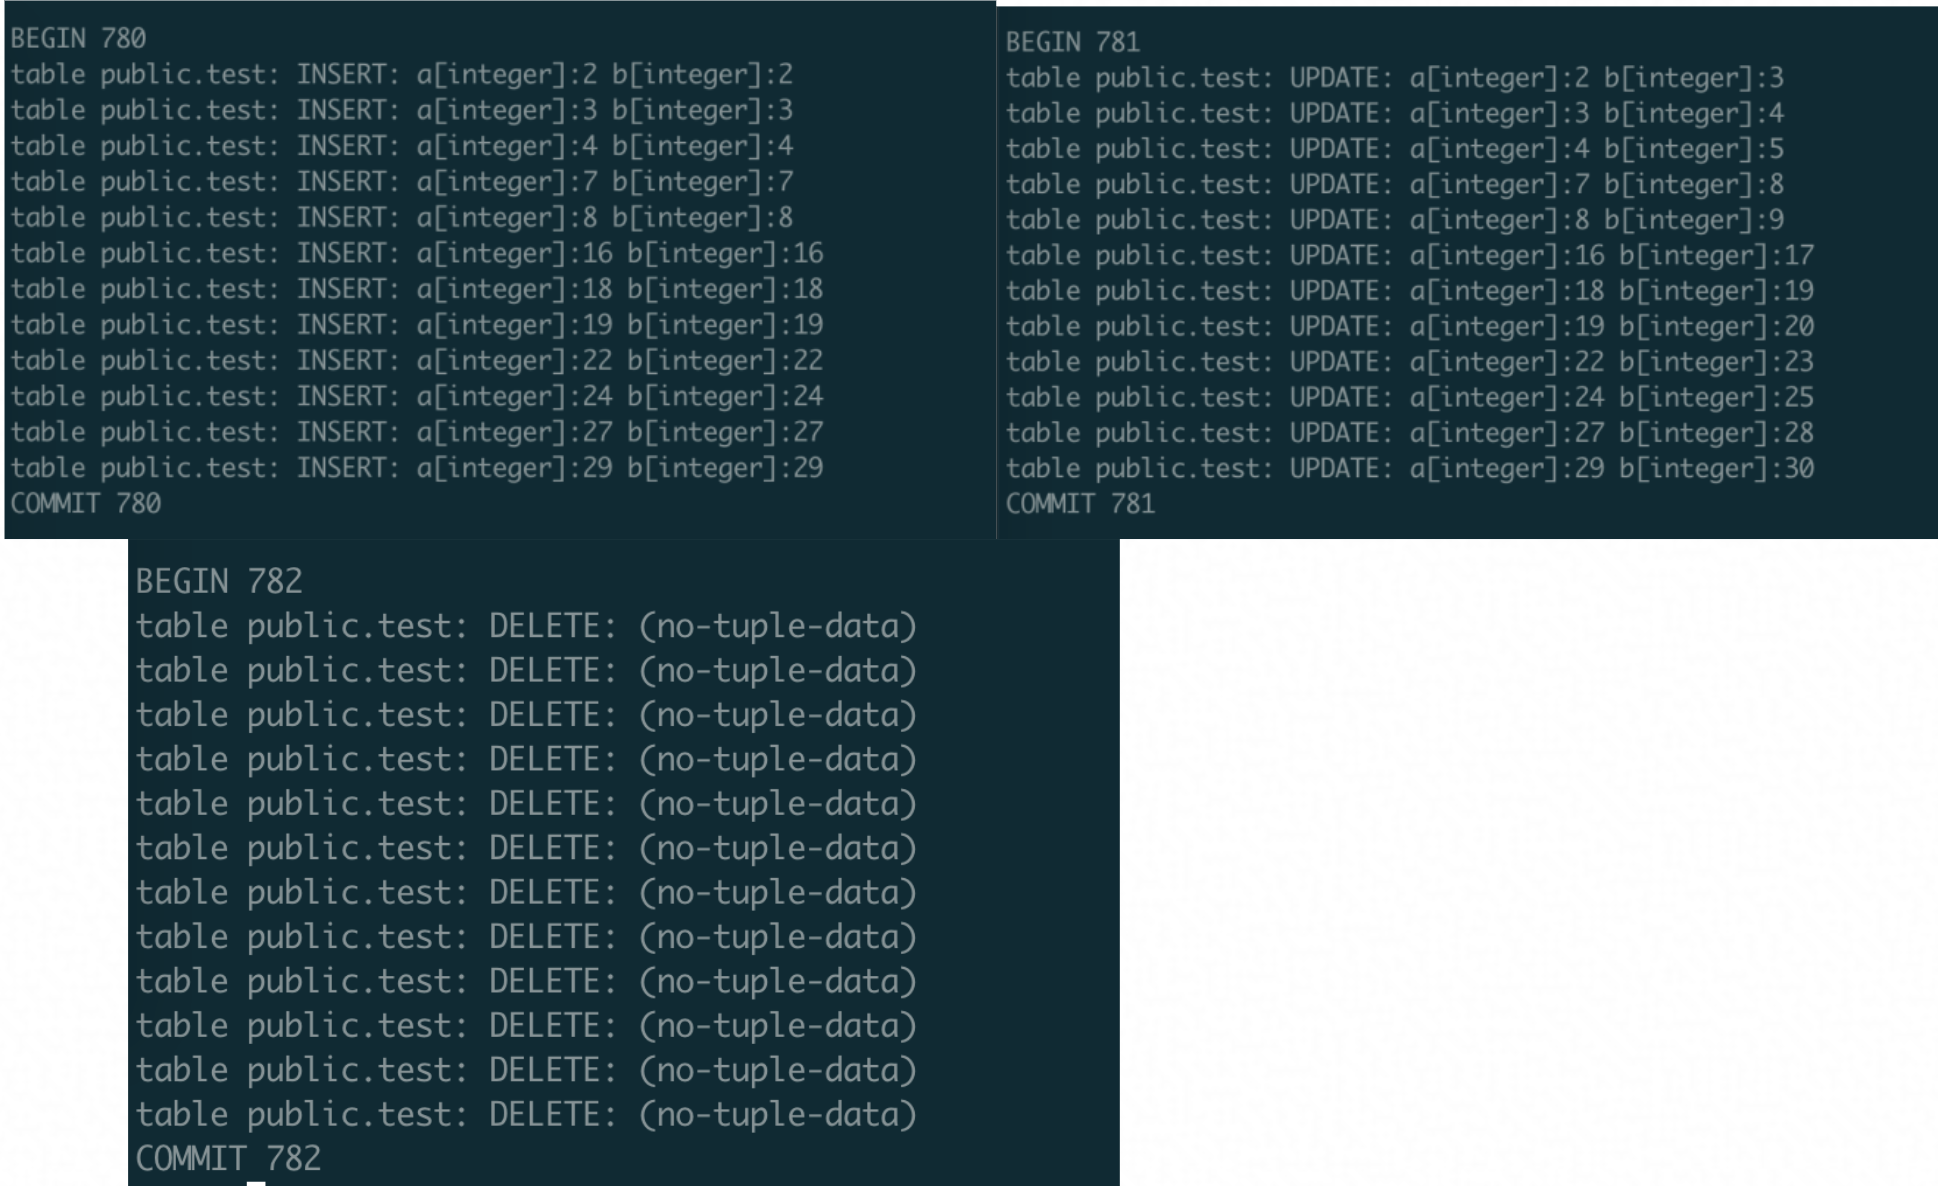 BEGIN 780
table public.test: INSERT: a[integer]:2 b[integer]:2
table public.test: INSERT: a[integer]:3 b[integer]:3
table public.test: INSERT: a[integer]:4 b[integer]:4
table public.test: INSERT: a[integer]:7 b[integer]:7
table public.test: INSERT: a[integer]:8 b[integer]:8
table public.test: INSERT: a[integer]:16 b[integer]:16
table public.test: INSERT: a[integer]:18 b[integer]:18
table public.test: INSERT: a[integer]:19 b[integer]:19
table public.test: INSERT: a[integer]:22 b[integer]:22
table public.test: INSERT: a[integer]:24 b[integer]:24
table public.test: INSERT: a[integer]:27 b[integer]:27
table public.test: INSERT: a[integer]:29 b[integer]:29
COMMIT 780
BEGIN 781
table public.test: UPDATE: a[integer]:2 b[integer]:3
table public.test: UPDATE: a[integer]:3 b[integer]:4
table public.test: UPDATE: a[integer]:4 b[integer]:5
table public.test: UPDATE: a[integer]:7 b[integer]:8
table public.test: UPDATE: a[integer]:8 b[integer]:9
table public.test: UPDATE: a[integer]:16 b[integer]:17
table public.test: UPDATE: a[integer]:18 b[integer]:19
table public.test: UPDATE: a[integer]:19 b[integer]:20
table public.test: UPDATE: a[integer]:22 b[integer]:23
table public.test: UPDATE: a[integer]:24 b[integer]:25
table public.test: UPDATE: a[integer]:27 b[integer]:28
table public.test: UPDATE: a[integer]:29 b[integer]:30
COMMIT 781
BEGIN 782
table public.test: DELETE: (no-tuple-data)
table public.test: DELETE: (no-tuple-data)
table public.test: DELETE: (no-tuple-data)
table public.test: DELETE: (no-tuple-data)
table public.test: DELETE: (no-tuple-data)
table public.test: DELETE: (no-tuple-data)
table public.test: DELETE: (no-tuple-data)
table public.test: DELETE: (no-tuple-data)
table public.test: DELETE: (no-tuple-data)
table public.test: DELETE: (no-tuple-data)
table public.test: DELETE: (no-tuple-data)
table public.test: DELETE: (no-tuple-data)
COMMIT 782